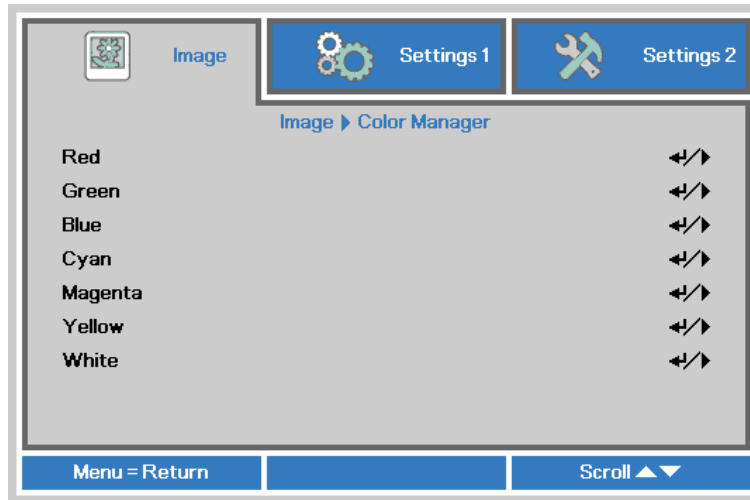 Image Settings 1 Settings 2
Image ▶ Color Manager
Red ↵/▶
Green ↵/▶
Blue ↵/▶
Cyan ↵/▶
Magenta ↵/▶
Yellow ↵/▶
White ↵/▶
Menu = Return Scroll ▲▼